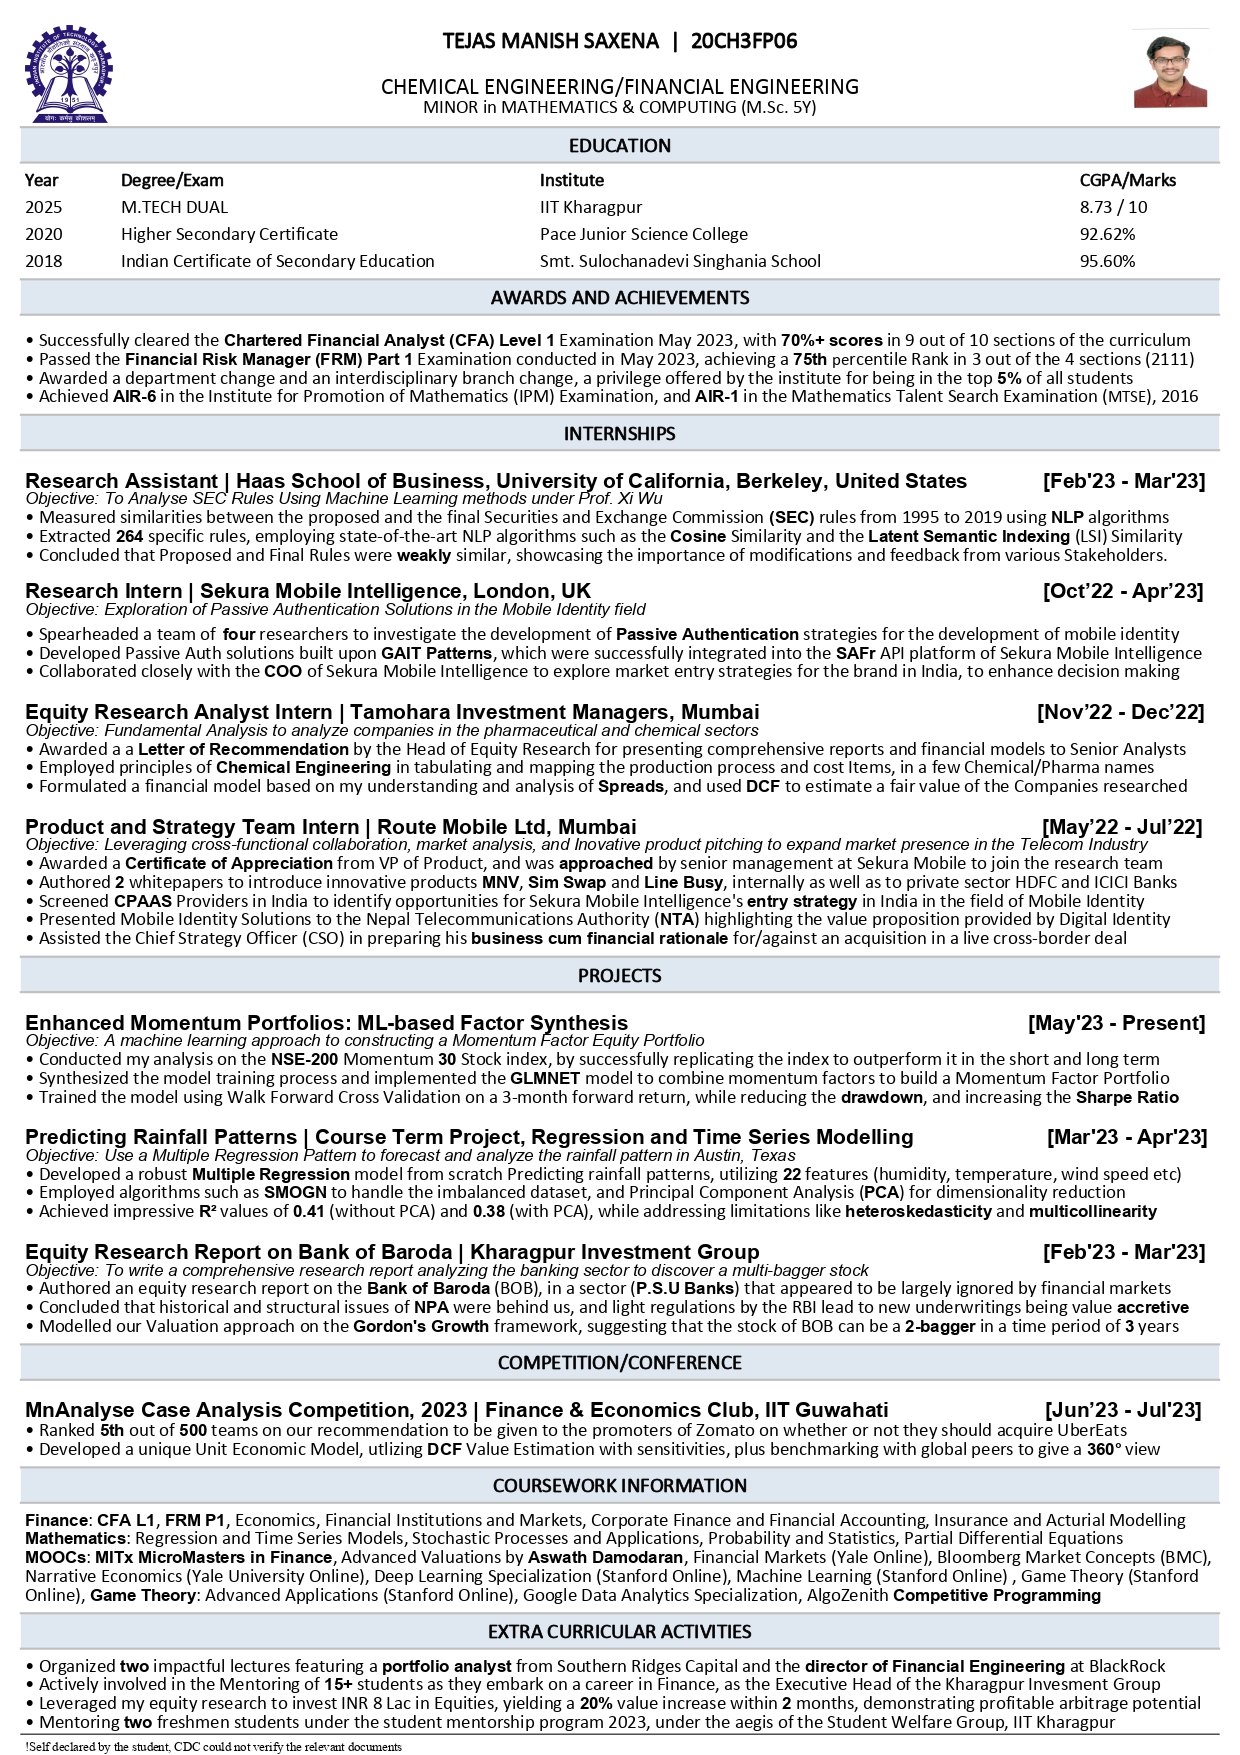 TEJAS MANISH SAXENA | 20CH3FP06
CHEMICAL ENGINEERING/FINANCIAL ENGINEERING
MINOR in MATHEMATICS & COMPUTING (M.Sc. 5Y)
1951
योगः कर्मसु कौशलम्
EDUCATION
Year Degree/Exam Institute CGPA/Marks
2025 M.TECH DUAL IIT Kharagpur 8.73 / 10
2020 Higher Secondary Certificate Pace Junior Science College 92.62%
2018 Indian Certificate of Secondary Education Smt. Sulochanadevi Singhania School 95.60%
AWARDS AND ACHIEVEMENTS
• Successfully cleared the Chartered Financial Analyst (CFA) Level 1 Examination May 2023, with 70%+ scores in 9 out of 10 sections of the curriculum
• Passed the Financial Risk Manager (FRM) Part 1 Examination conducted in May 2023, achieving a 75th percentile Rank in 3 out of the 4 sections (2111)
• Awarded a department change and an interdisciplinary branch change, a privilege offered by the institute for being in the top 5% of all students
• Achieved AIR-6 in the Institute for Promotion of Mathematics (IPM) Examination, and AIR-1 in the Mathematics Talent Search Examination (MTSE), 2016
INTERNSHIPS
Research Assistant | Haas School of Business, University of California, Berkeley, United States [Feb'23 - Mar'23]
Objective: To Analyse SEC Rules Using Machine Learning methods under Prof. Xi Wu
• Measured similarities between the proposed and the final Securities and Exchange Commission (SEC) rules from 1995 to 2019 using NLP algorithms
• Extracted 264 specific rules, employing state-of-the-art NLP algorithms such as the Cosine Similarity and the Latent Semantic Indexing (LSI) Similarity
• Concluded that Proposed and Final Rules were weakly similar, showcasing the importance of modifications and feedback from various Stakeholders.
Research Intern | Sekura Mobile Intelligence, London, UK [Oct’22 - Apr’23]
Objective: Exploration of Passive Authentication Solutions in the Mobile Identity field
• Spearheaded a team of four researchers to investigate the development of Passive Authentication strategies for the development of mobile identity
• Developed Passive Auth solutions built upon GAIT Patterns, which were successfully integrated into the SAFr API platform of Sekura Mobile Intelligence
• Collaborated closely with the COO of Sekura Mobile Intelligence to explore market entry strategies for the brand in India, to enhance decision making
Equity Research Analyst Intern | Tamohara Investment Managers, Mumbai [Nov’22 - Dec’22]
Objective: Fundamental Analysis to analyze companies in the pharmaceutical and chemical sectors
• Awarded a a Letter of Recommendation by the Head of Equity Research for presenting comprehensive reports and financial models to Senior Analysts
• Employed principles of Chemical Engineering in tabulating and mapping the production process and cost Items, in a few Chemical/Pharma names
• Formulated a financial model based on my understanding and analysis of Spreads, and used DCF to estimate a fair value of the Companies researched
Product and Strategy Team Intern | Route Mobile Ltd, Mumbai [May’22 - Jul’22]
Objective: Leveraging cross-functional collaboration, market analysis, and Inovative product pitching to expand market presence in the Telecom Industry
• Awarded a Certificate of Appreciation from VP of Product, and was approached by senior management at Sekura Mobile to join the research team
• Authored 2 whitepapers to introduce innovative products MNV, Sim Swap and Line Busy, internally as well as to private sector HDFC and ICICI Banks
• Screened CPAAS Providers in India to identify opportunities for Sekura Mobile Intelligence's entry strategy in India in the field of Mobile Identity
• Presented Mobile Identity Solutions to the Nepal Telecommunications Authority (NTA) highlighting the value proposition provided by Digital Identity
• Assisted the Chief Strategy Officer (CSO) in preparing his business cum financial rationale for/against an acquisition in a live cross-border deal
PROJECTS
Enhanced Momentum Portfolios: ML-based Factor Synthesis [May'23 - Present]
Objective: A machine learning approach to constructing a Momentum Factor Equity Portfolio
• Conducted my analysis on the NSE-200 Momentum 30 Stock index, by successfully replicating the index to outperform it in the short and long term
• Synthesized the model training process and implemented the GLMNET model to combine momentum factors to build a Momentum Factor Portfolio
• Trained the model using Walk Forward Cross Validation on a 3-month forward return, while reducing the drawdown, and increasing the Sharpe Ratio
Predicting Rainfall Patterns | Course Term Project, Regression and Time Series Modelling [Mar'23 - Apr'23]
Objective: Use a Multiple Regression Pattern to forecast and analyze the rainfall pattern in Austin, Texas
• Developed a robust Multiple Regression model from scratch Predicting rainfall patterns, utilizing 22 features (humidity, temperature, wind speed etc)
• Employed algorithms such as SMOGN to handle the imbalanced dataset, and Principal Component Analysis (PCA) for dimensionality reduction
• Achieved impressive R² values of 0.41 (without PCA) and 0.38 (with PCA), while addressing limitations like heteroskedasticity and multicollinearity
Equity Research Report on Bank of Baroda | Kharagpur Investment Group [Feb'23 - Mar'23]
Objective: To write a comprehensive research report analyzing the banking sector to discover a multi-bagger stock
• Authored an equity research report on the Bank of Baroda (BOB), in a sector (P.S.U Banks) that appeared to be largely ignored by financial markets
• Concluded that historical and structural issues of NPA were behind us, and light regulations by the RBI lead to new underwritings being value accretive
• Modelled our Valuation approach on the Gordon's Growth framework, suggesting that the stock of BOB can be a 2-bagger in a time period of 3 years
COMPETITION/CONFERENCE
MnAnalyse Case Analysis Competition, 2023 | Finance & Economics Club, IIT Guwahati [Jun’23 - Jul'23]
• Ranked 5th out of 500 teams on our recommendation to be given to the promoters of Zomato on whether or not they should acquire UberEats
• Developed a unique Unit Economic Model, utlizing DCF Value Estimation with sensitivities, plus benchmarking with global peers to give a 360° view
COURSEWORK INFORMATION
Finance: CFA L1, FRM P1, Economics, Financial Institutions and Markets, Corporate Finance and Financial Accounting, Insurance and Acturial Modelling
Mathematics: Regression and Time Series Models, Stochastic Processes and Applications, Probability and Statistics, Partial Differential Equations
MOOCs: MITx MicroMasters in Finance, Advanced Valuations by Aswath Damodaran, Financial Markets (Yale Online), Bloomberg Market Concepts (BMC),
Narrative Economics (Yale University Online), Deep Learning Specialization (Stanford Online), Machine Learning (Stanford Online) , Game Theory (Stanford
Online), Game Theory: Advanced Applications (Stanford Online), Google Data Analytics Specialization, AlgoZenith Competitive Programming
EXTRA CURRICULAR ACTIVITIES
• Organized two impactful lectures featuring a portfolio analyst from Southern Ridges Capital and the director of Financial Engineering at BlackRock
• Actively involved in the Mentoring of 15+ students as they embark on a career in Finance, as the Executive Head of the Kharagpur Invesment Group
• Leveraged my equity research to invest INR 8 Lac in Equities, yielding a 20% value increase within 2 months, demonstrating profitable arbitrage potential
• Mentoring two freshmen students under the student mentorship program 2023, under the aegis of the Student Welfare Group, IIT Kharagpur
!Self declared by the student, CDC could not verify the relevant documents